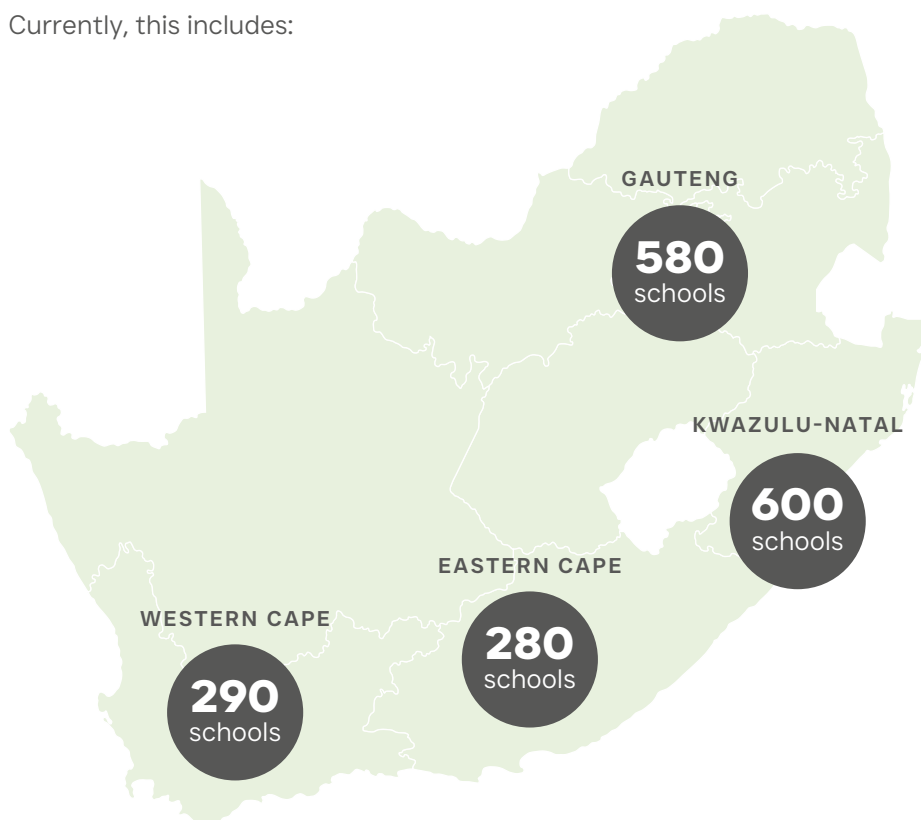 Currently, this includes:
GAUTENG
580
schools
KWAZULU-NATAL
600
schools
EASTERN CAPE
280
schools
WESTERN CAPE
290
schools